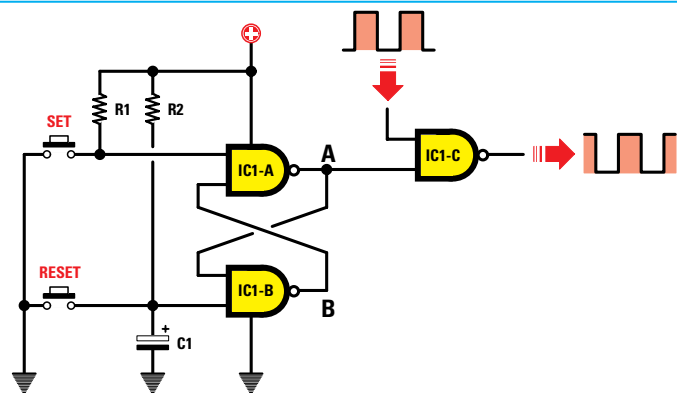 SET
R1
R2
IC1-A
A
IC1-C
RESET
IC1-B
B
+
C1